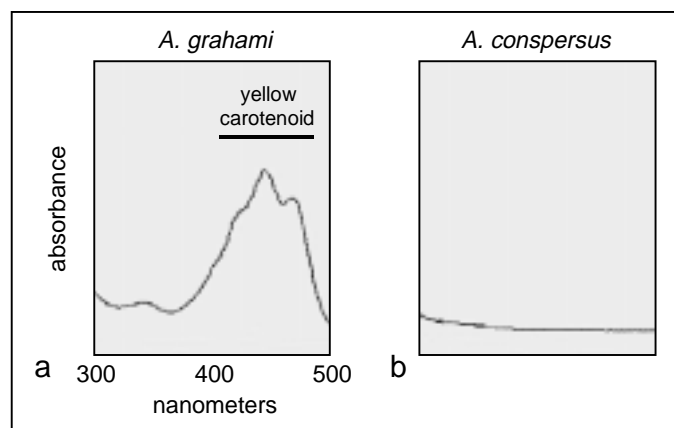 A. grahami
A. conspersus
yellow
carotenoid
absorbance
a
300
400
500
b
nanometers